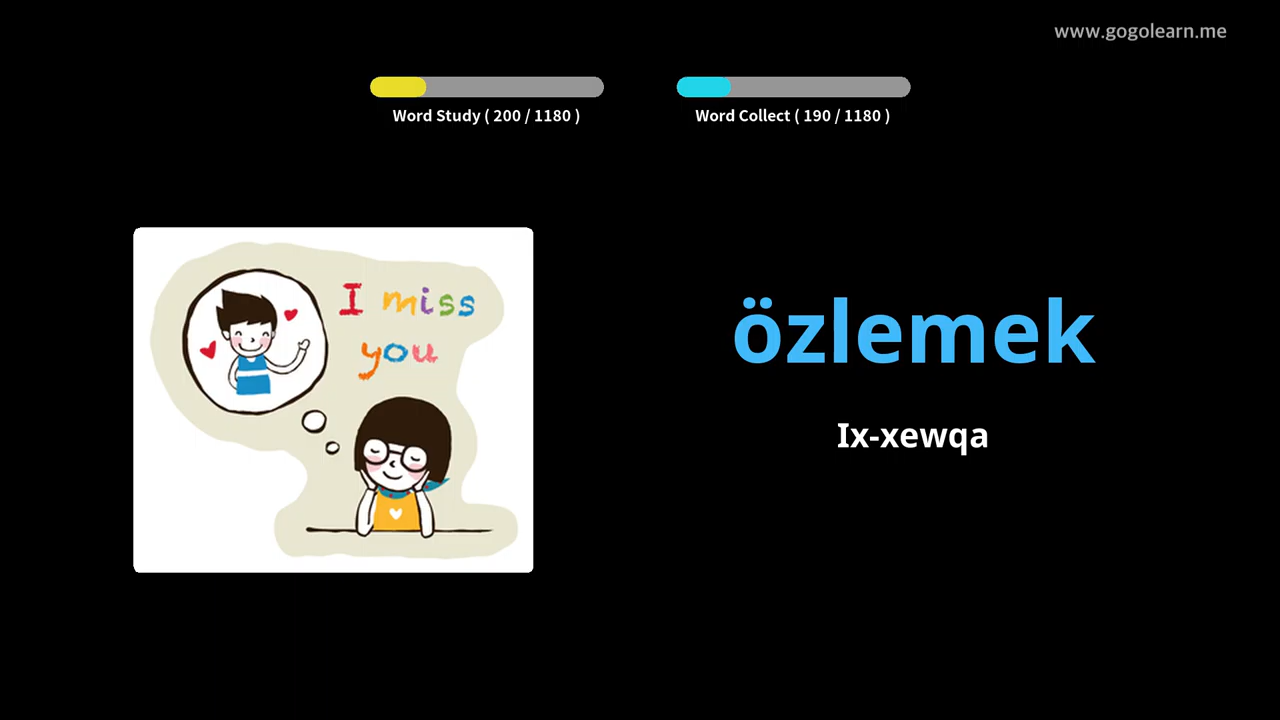 www.gogolearn.me
Word Study ( 200 / 1180 )
Word Collect ( 190 / 1180 )
I miss
you
özlemek
Ix-xewqa